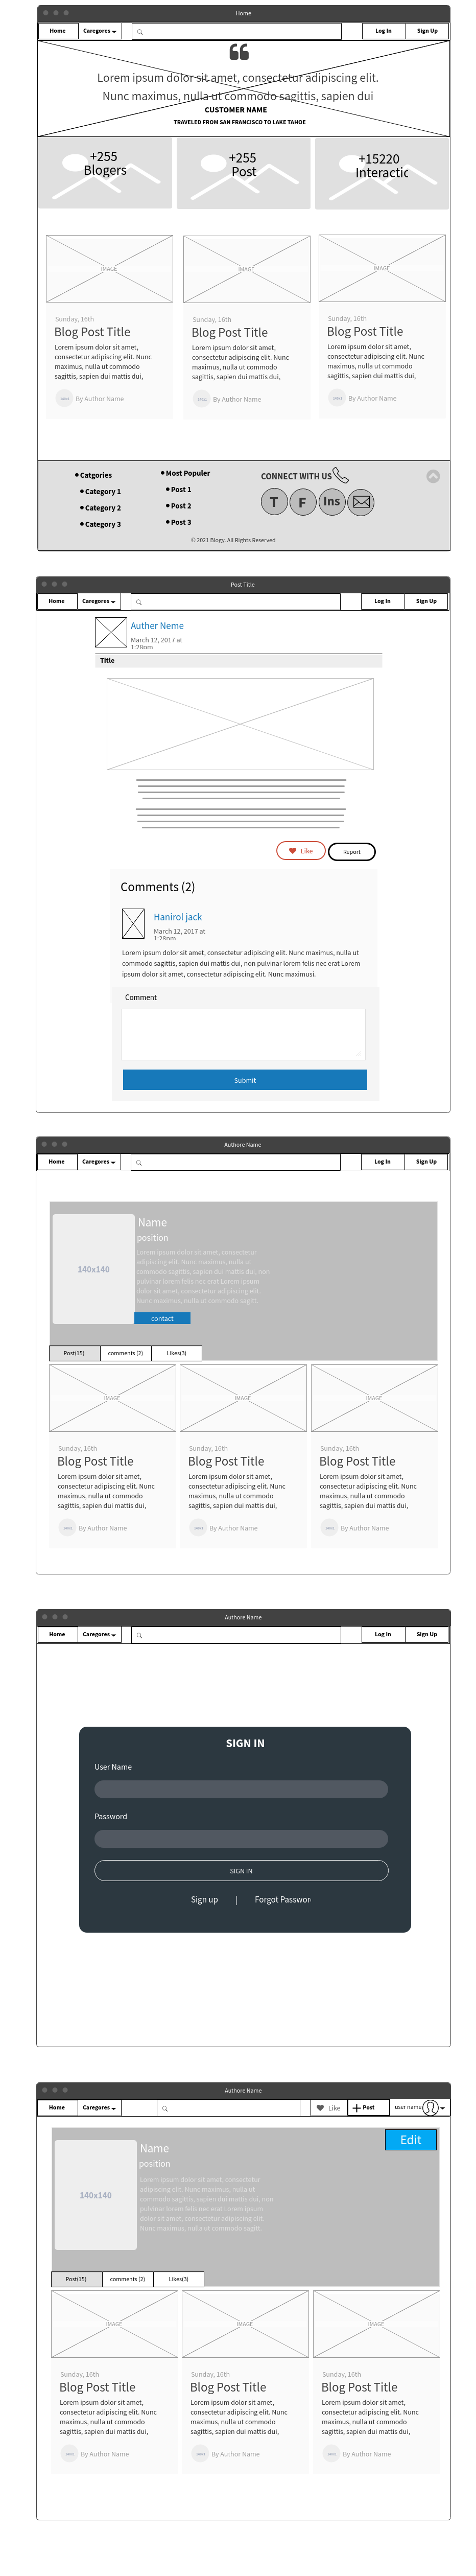 Home
Home Caregores Log In Sign Up
Lorem ipsum dolor sit amet, consectetur adipiscing elit.
Nunc maximus, nulla ut commodo sagittis, sapien dui
CUSTOMER NAME
TRAVELED FROM SAN FRANCISCO TO LAKE TAHOE
+255 +255 +15220
Blogers Post Interactic
IMAGE IMAGE IMAGE
Sunday, 16th Sunday, 16th Sunday, 16th
Blog Post Title Blog Post Title Blog Post Title
Lorem ipsum dolor sit amet, Lorem ipsum dolor sit amet, Lorem ipsum dolor sit amet,
consectetur adipiscing elit. Nunc consectetur adipiscing elit. Nunc consectetur adipiscing elit. Nunc
maximus, nulla ut commodo maximus, nulla ut commodo maximus, nulla ut commodo
sagittis, sapien dui mattis dui, sagittis, sapien dui mattis dui, sagittis, sapien dui mattis dui,
By Author Name By Author Name By Author Name
Catgories Most Populer CONNECT WITH US
Category 1 Post 1
Category 2 Post 2 T F Ins
Category 3 Post 3
© 2021 Blogy. All Rights Reserved
Post Title
Home Caregores Log In Sign Up
Auther Neme
March 12, 2017 at
1:28pm
Title
Like Report
Comments (2)
Hanirol jack
March 12, 2017 at
1:28pm
Lorem ipsum dolor sit amet, consectetur adipiscing elit. Nunc maximus, nulla ut
commodo sagittis, sapien dui mattis dui, non pulvinar lorem felis nec erat Lorem
ipsum dolor sit amet, consectetur adipiscing elit. Nunc maximusi.
Comment
Submit
Authore Name
Home Caregores Log In Sign Up
Name
position
140x140
Lorem ipsum dolor sit amet, consectetur
adipiscing elit. Nunc maximus, nulla ut
commodo sagittis, sapien dui mattis dui, non
pulvinar lorem felis nec erat Lorem ipsum
dolor sit amet, consectetur adipiscing elit.
Nunc maximus, nulla ut commodo sagitt
contact
Post(15) comments (2) Likes(3)
IMAGE IMAGE IMAGE
Sunday, 16th Sunday, 16th Sunday, 16th
Blog Post Title Blog Post Title Blog Post Title
Lorem ipsum dolor sit amet, Lorem ipsum dolor sit amet, Lorem ipsum dolor sit amet,
consectetur adipiscing elit. Nunc consectetur adipiscing elit. Nunc consectetur adipiscing elit. Nunc
maximus, nulla ut commodo maximus, nulla ut commodo maximus, nulla ut commodo
sagittis, sapien dui mattis dui, sagittis, sapien dui mattis dui, sagittis, sapien dui mattis dui,
By Author Name By Author Name By Author Name
Authore Name
Home Caregores Log In Sign Up
SIGN IN
User Name
Password
SIGN IN
Sign up | Forgot Passwor
Authore Name
Home Caregores Like Post user name
Edit
Name
position
140x140
Lorem ipsum dolor sit amet, consectetur
adipiscing elit. Nunc maximus, nulla ut
commodo sagittis, sapien dui mattis dui, non
pulvinar lorem felis nec erat Lorem ipsum
dolor sit amet, consectetur adipiscing elit.
Nunc maximus, nulla ut commodo sagitt
Post(15) comments (2) Likes(3)
IMAGE IMAGE IMAGE
Sunday, 16th Sunday, 16th Sunday, 16th
Blog Post Title Blog Post Title Blog Post Title
Lorem ipsum dolor sit amet, Lorem ipsum dolor sit amet, Lorem ipsum dolor sit amet,
consectetur adipiscing elit. Nunc consectetur adipiscing elit. Nunc consectetur adipiscing elit. Nunc
maximus, nulla ut commodo maximus, nulla ut commodo maximus, nulla ut commodo
sagittis, sapien dui mattis dui, sagittis, sapien dui mattis dui, sagittis, sapien dui mattis dui,
By Author Name By Author Name By Author Name